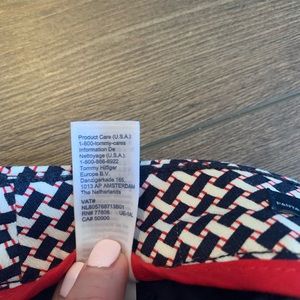 Product Care (U.S.A.)
1-800-tommy-cares
Information De
Nettoyage (U.S.A.):
1-800-866-6922
Tommy Hilfiger
Europe B.V.
Danzigerkade 165,
1013 AP AMSTERDAM
The Netherlands
VAT#
NL805768713B01
RN# 77806
CA# 50900